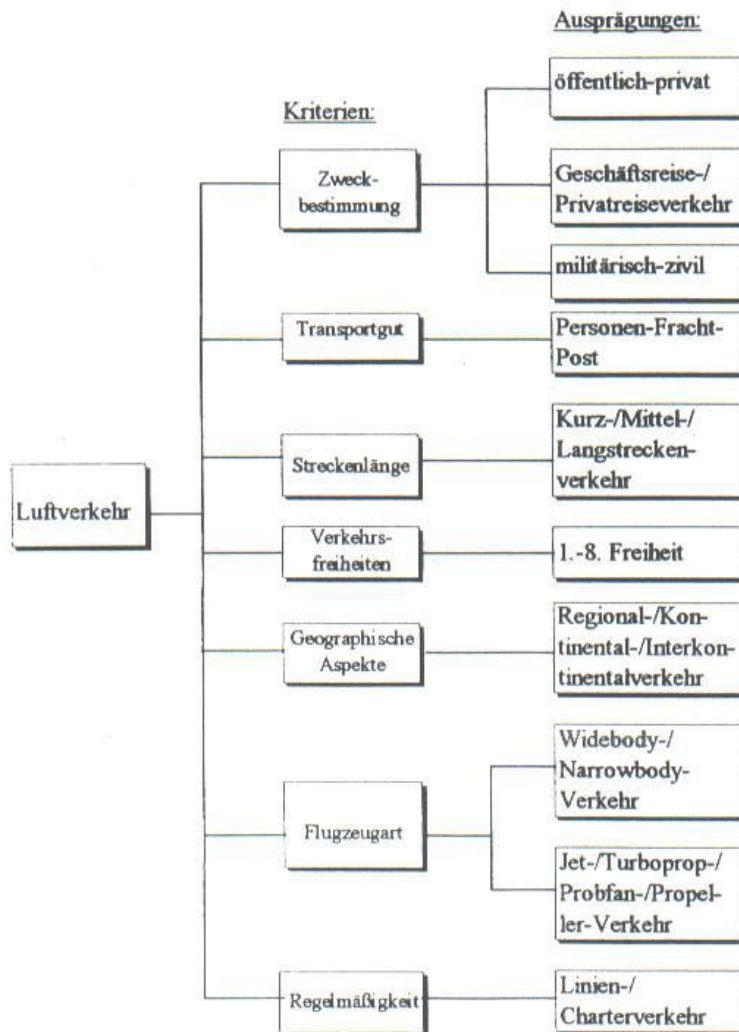 Ausprägungen:
öffentlich-privat
Kriterien:
Zweck-
bestimmung
Geschäftsreise-/
Privatreiseverkehr
militärisch-zivil
Transportgut
Personen-Fracht-
Post
Streckenlänge
Kurz-/Mittel-/
Langstrecken-
verkehr
Luftverkehr
Verkehrs-
freiheiten
1.-8. Freiheit
Geographische
Aspekte
Regional-/Kon-
tinental-/Interkon-
tinentalverkehr
Flugzeugart
Widebody-/
Narrowbody-
Verkehr
Jet-/Turboprop-/
Probfan-/Propel-
ler-Verkehr
Regelmäßigkeit
Linien-/
Charterverkehr